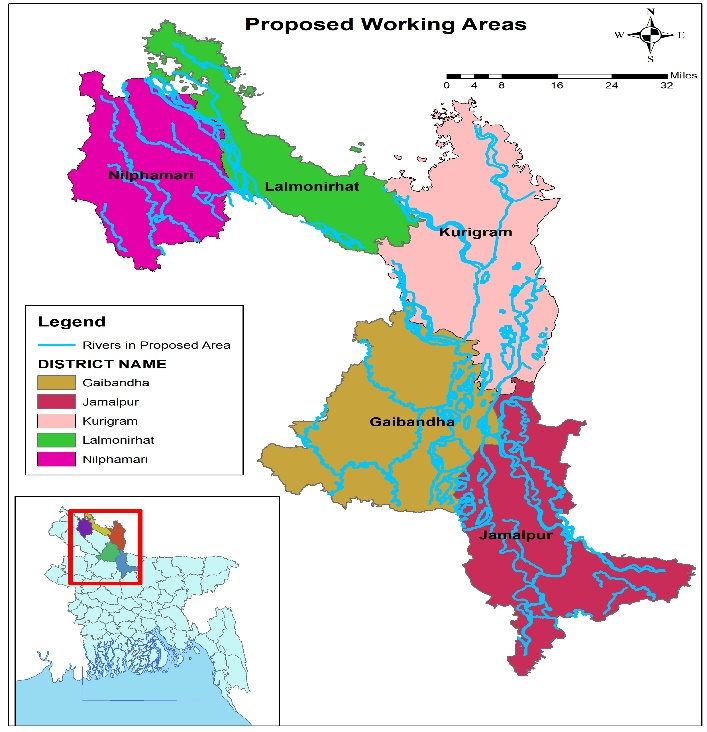 Proposed Working Areas
N
W E
S
0 4 8 16 24 32 Miles
Nilphamari
Lalmonirhat
Kurigram
Legend
Rivers in Proposed Area
DISTRICT NAME
Gaibandha
Jamalpur
Kurigram
Lalmonirhat
Nilphamari
Gaibandha
Jamalpur